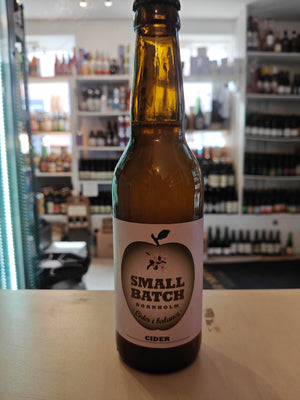 SMALL
BATCH
BORNHOLM
Cider i balance
CIDER